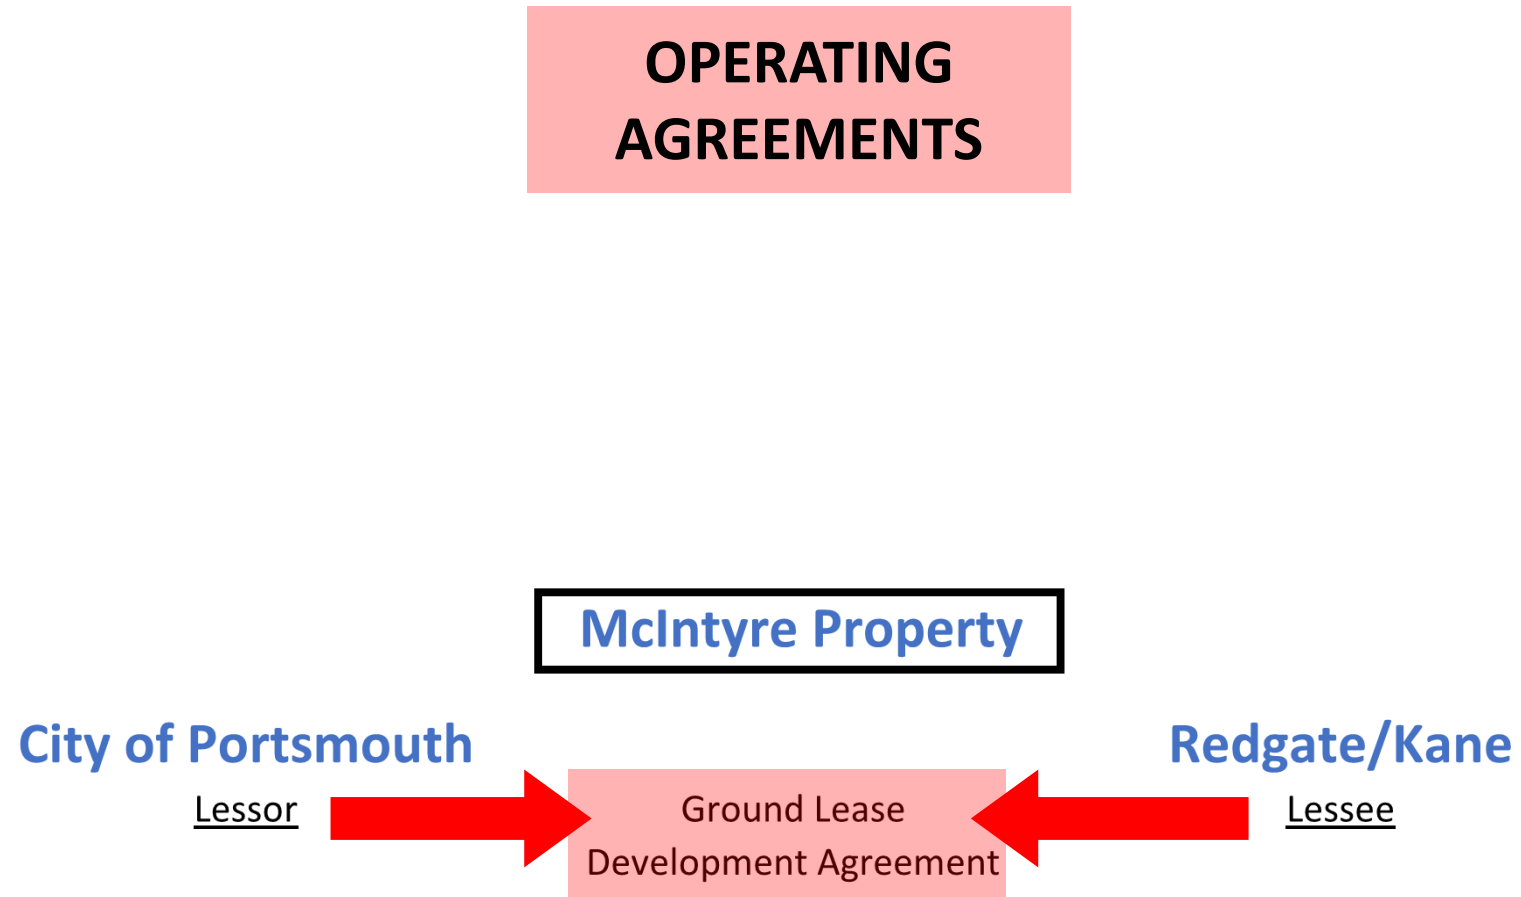 OPERATING
AGREEMENTS
McIntyre Property
City of Portsmouth
Redgate/Kane
Lessor
Ground Lease
Lessee
Development Agreement